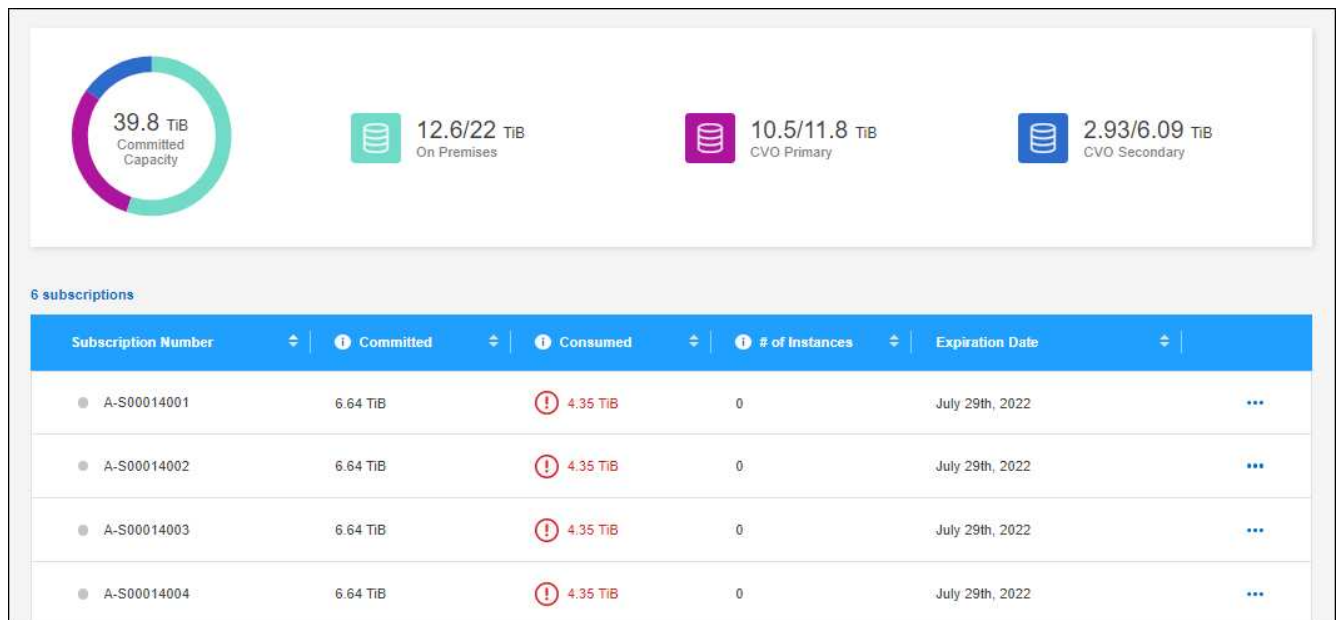 39.8 TiB
Committed
Capacity
12.6/22 TiB
On Premises
10.5/11.8 TiB
CVO Primary
2.93/6.09 TiB
CVO Secondary
6 subscriptions
Subscription Number Committed Consumed # of Instances Expiration Date
A-S00014001 6.64 TiB 4.35 TiB 0 July 29th, 2022
A-S00014002 6.64 TiB 4.35 TiB 0 July 29th, 2022
A-S00014003 6.64 TiB 4.35 TiB 0 July 29th, 2022
A-S00014004 6.64 TiB 4.35 TiB 0 July 29th, 2022